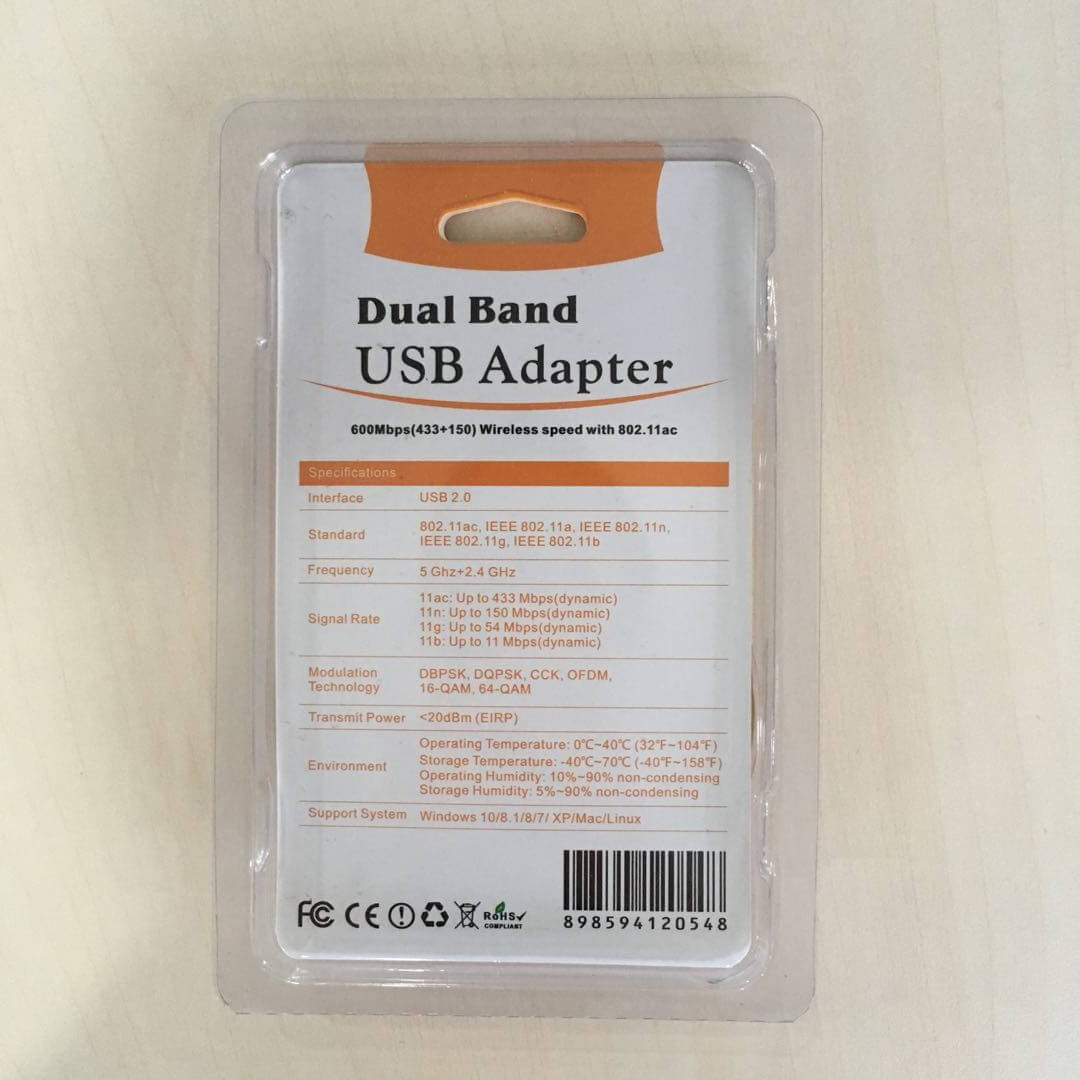 Dual Band
USB Adapter
600Mbps(433+150) Wireless speed with 802.11ac
Specifications
Interface USB 2.0
Standard 802.11ac, IEEE 802.11a, IEEE 802.11n,
IEEE 802.11g, IEEE 802.11b
Frequency 5 Ghz+2.4 GHz
Signal Rate 11ac: Up to 433 Mbps(dynamic)
11n: Up to 150 Mbps(dynamic)
11g: Up to 54 Mbps(dynamic)
11b: Up to 11 Mbps(dynamic)
Modulation Technology DBPSK, DQPSK, CCK, OFDM,
16-QAM, 64-QAM
Transmit Power <20dBm (EIRP)
Environment Operating Temperature: 0℃~40℃ (32℉~104℉)
Storage Temperature: -40℃~70℃ (-40℉~158℉)
Operating Humidity: 10%~90% non-condensing
Storage Humidity: 5%~90% non-condensing
Support System Windows 10/8.1/8/7/ XP/Mac/Linux
FC CE RoHS COMPLIANT
898594120548